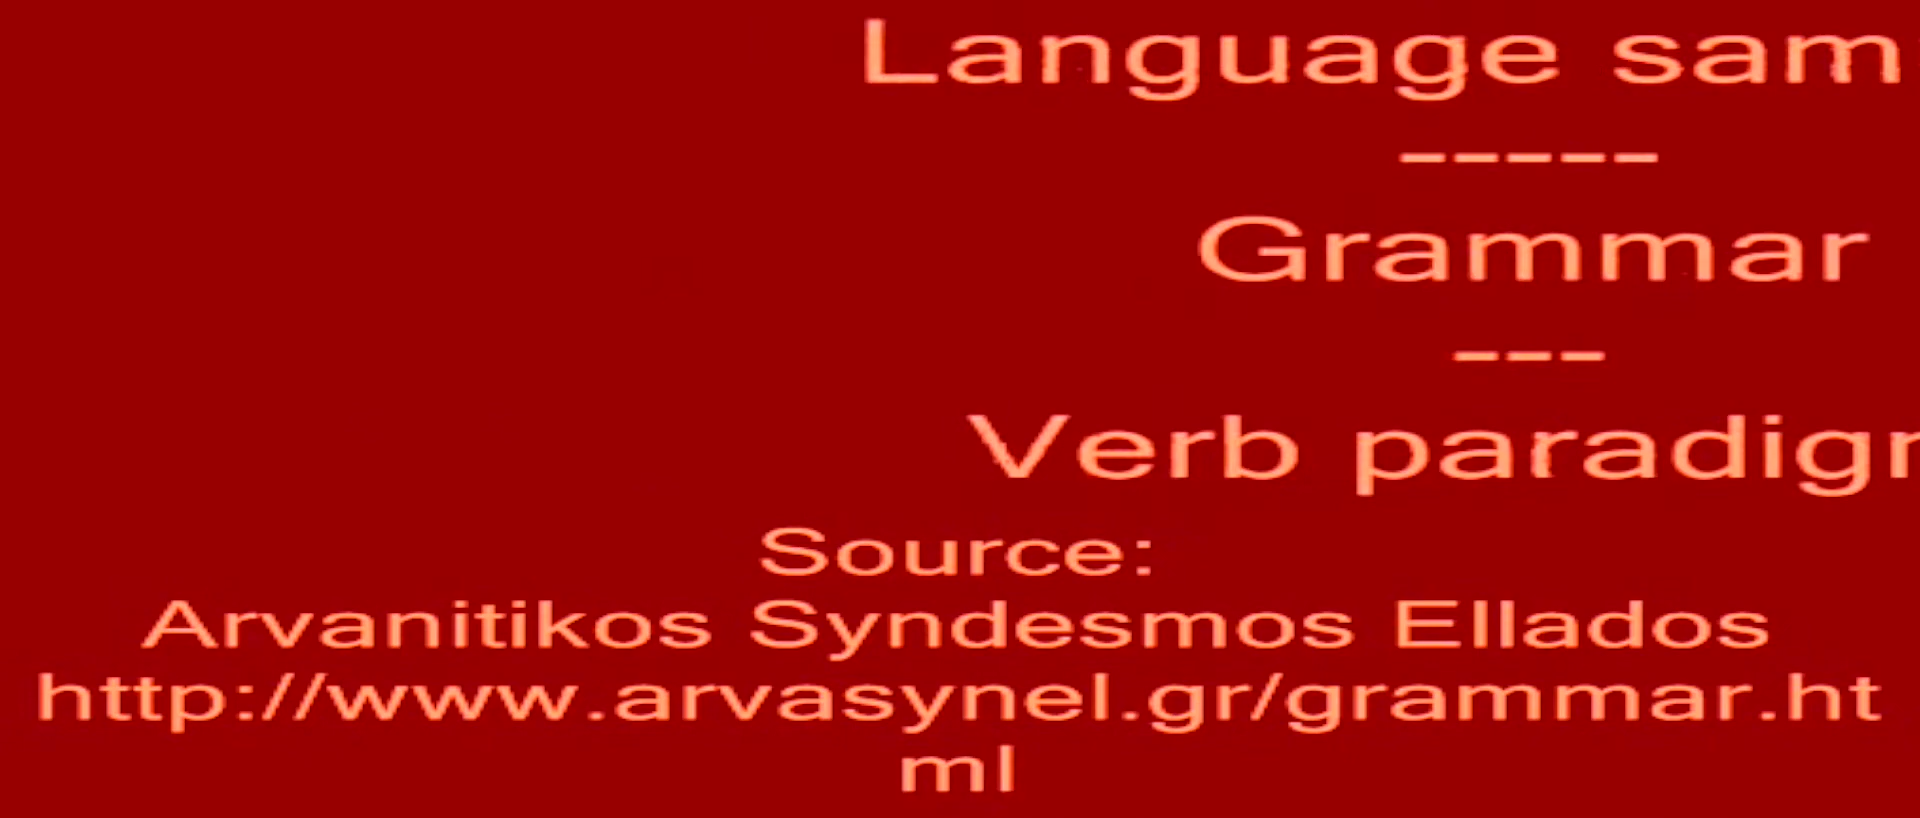 Language sam
-----
Grammar
---
Verb paradigr
Source:
Arvanitikos Syndesmos Ellados
http://www.arvasynel.gr/grammar.ht
ml